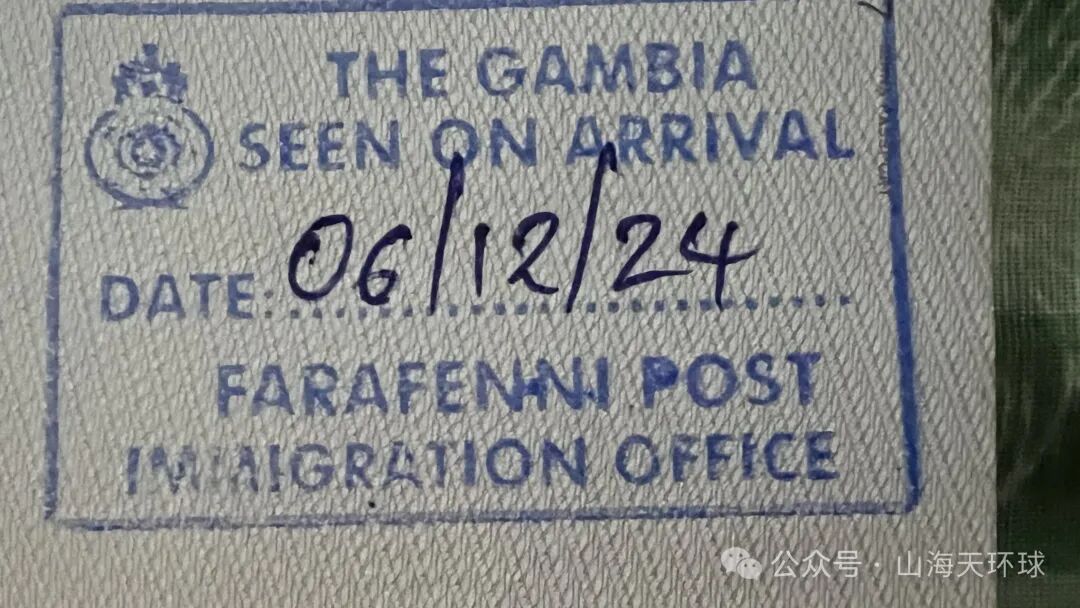 THE GAMBIA
SEEN ON ARRIVAL
DATE: 06/12/24
FARAFENNI POST
IMMIGRATION OFFICE
公众号 · 山海天环球